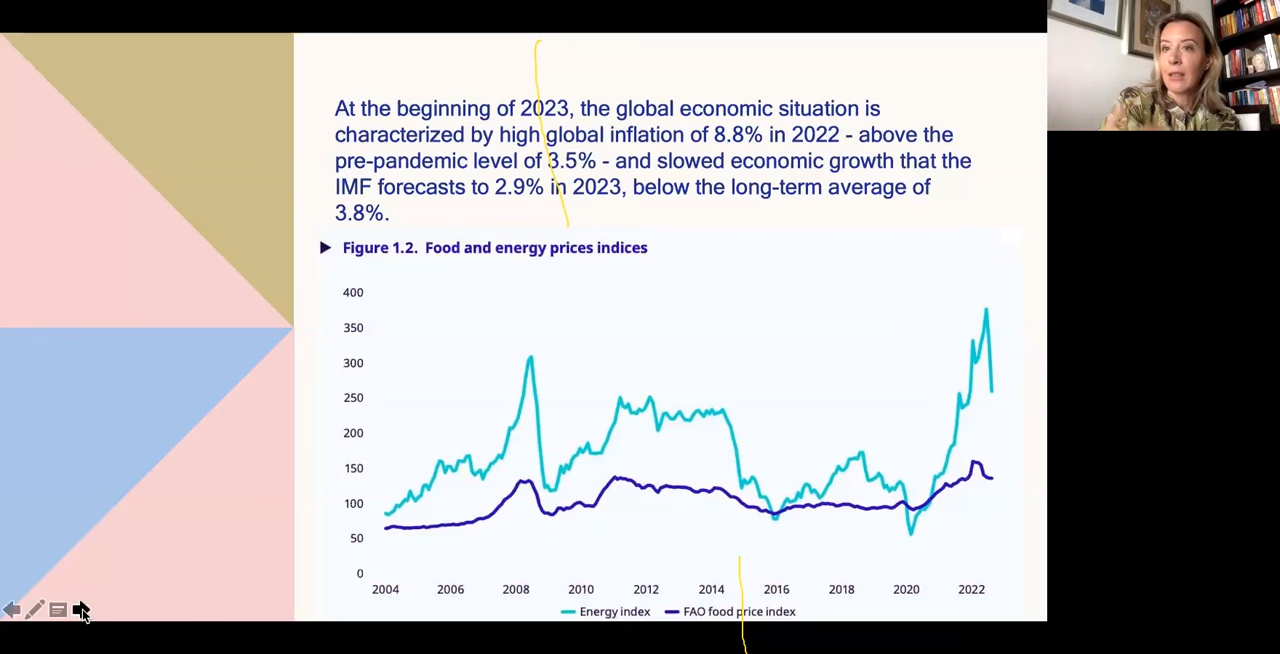 At the beginning of 2023, the global economic situation is
characterized by high global inflation of 8.8% in 2022 - above the
pre-pandemic level of 3.5% - and slowed economic growth that the
IMF forecasts to 2.9% in 2023, below the long-term average of
3.8%.
Figure 1.2. Food and energy prices indices
400
350
300
250
200
150
100
50
0
2004 2006 2008 2010 2012 2014 2016 2018 2020 2022
Energy index FAO food price index